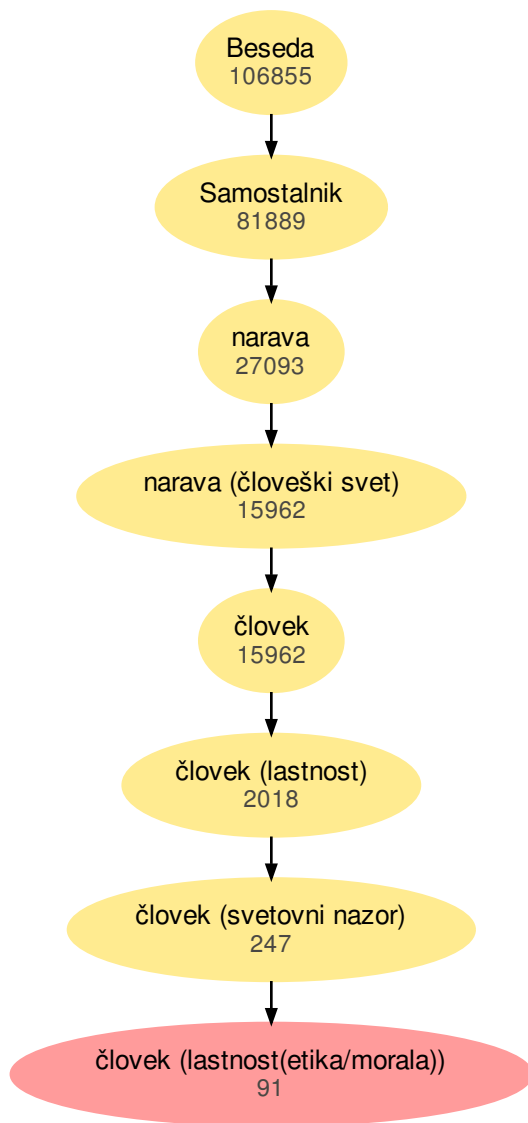 Beseda
106855
Samostalnik
81889
narava
27093
narava (človeški svet)
15962
človek
15962
človek (lastnost)
2018
človek (svetovni nazor)
247
človek (lastnost(etika/morala))
91